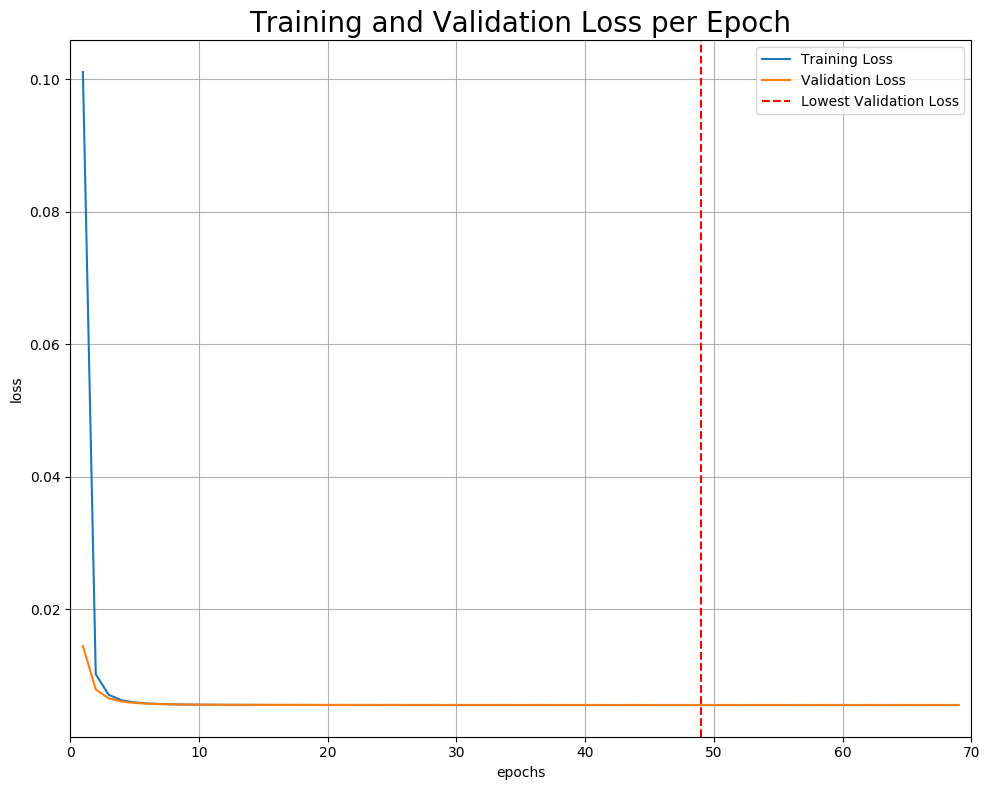 Training and Validation Loss per Epoch
Training Loss
Validation Loss
Lowest Validation Loss
loss
0.10
0.08
0.06
0.04
0.02
0 10 20 30 40 50 60 70
epochs